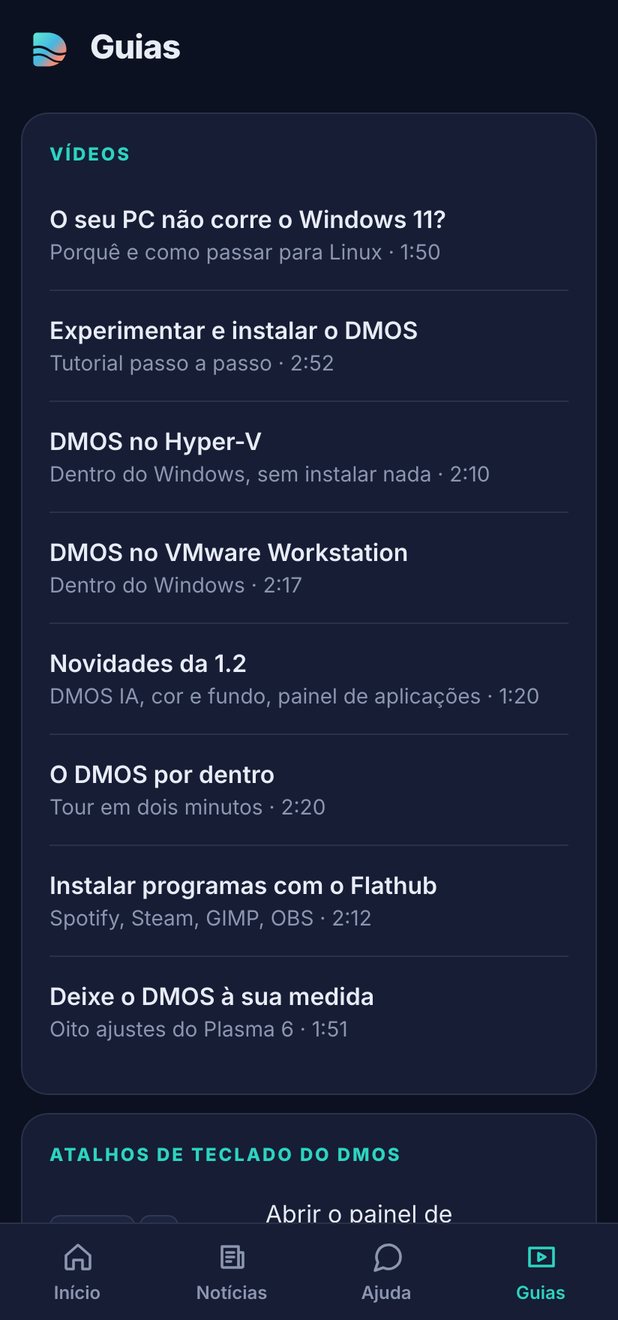 Guias
VÍDEOS
O seu PC não corre o Windows 11?
Porquê e como passar para Linux · 1:50
Experimentar e instalar o DMOS
Tutorial passo a passo · 2:52
DMOS no Hyper-V
Dentro do Windows, sem instalar nada · 2:10
DMOS no VMware Workstation
Dentro do Windows · 2:17
Novidades da 1.2
DMOS IA, cor e fundo, painel de aplicações · 1:20
O DMOS por dentro
Tour em dois minutos · 2:20
Instalar programas com o Flathub
Spotify, Steam, GIMP, OBS · 2:12
Deixe o DMOS à sua medida
Oito ajustes do Plasma 6 · 1:51
ATALHOS DE TECLADO DO DMOS
Abrir o painel de
Início
Notícias
Ajuda
Guias